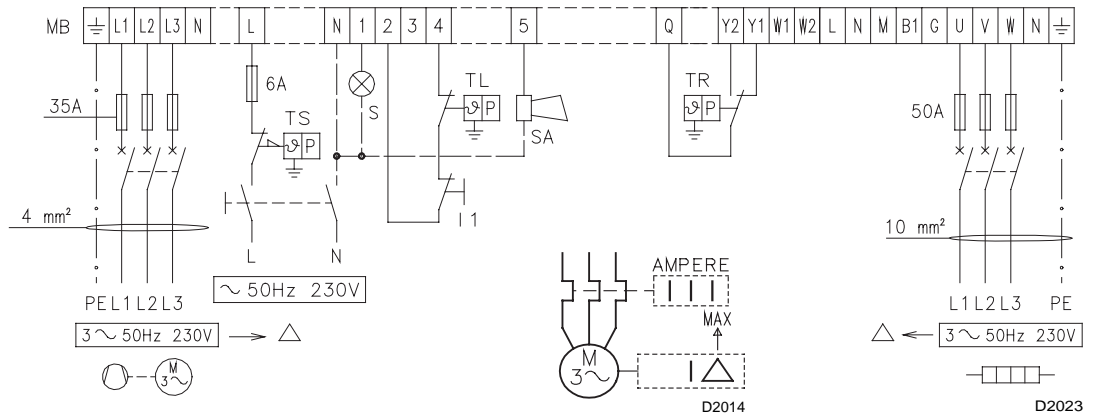 MB ⏚ L1 L2 L3 N L N 1 2 3 4 5 Q Y2 Y1 W1 W2 L N M B1 G U V W N ⏚
6A TL TR
35A S 50A
TS ϑ P ϑ P SA ϑ P
I1
4 mm² 10 mm²
L N
~ 50Hz 230V AMPERE
PE L1 L2 L3 L1 L2 L3 PE
MAX
3~ 50Hz 230V → △ △ ← 3~ 50Hz 230V
M 3~ M 3~ I △
D2014 D2023